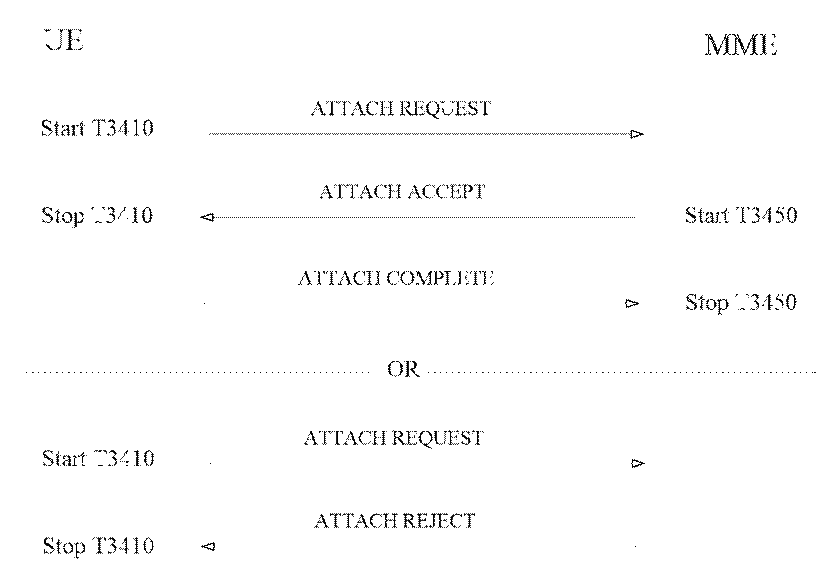 UE
MME
ATTACH REQUEST
Start T3410
ATTACH ACCEPT
Stop T3410
Start T3450
ATTACH COMPLETE
Stop T3450
OR
ATTACH REQUEST
Start T3410
ATTACH REJECT
Stop T3410